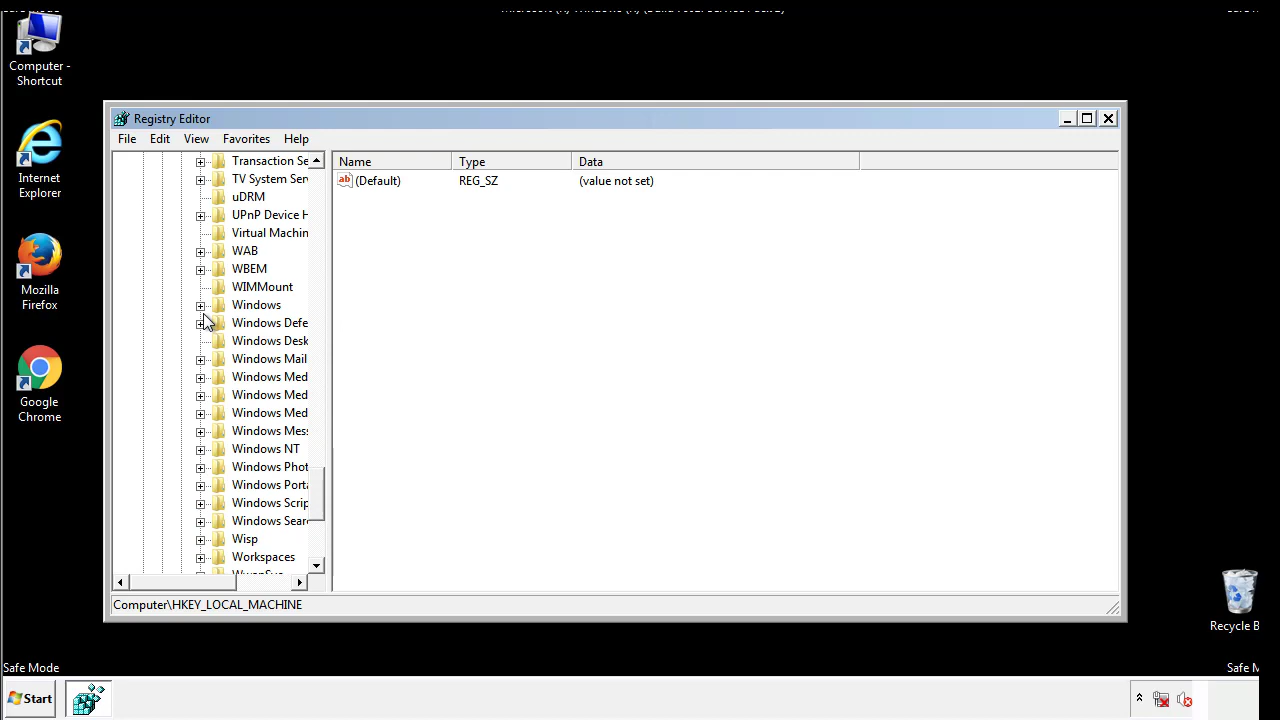 Computer -
Shortcut
Internet
Explorer
Mozilla
Firefox
Google
Chrome
Registry Editor
File Edit View Favorites Help
Transaction Se
TV System Serv
uDRM
UPnP Device H
Virtual Machin
WAB
WBEM
WIMMount
Windows
Windows Defe
Windows Desk
Windows Mail
Windows Med
Windows Med
Windows Med
Windows Mess
Windows NT
Windows Phot
Windows Porta
Windows Scrip
Windows Sear
Wisp
Workspaces
Name Type Data
ab (Default) REG_SZ (value not set)
Computer\HKEY_LOCAL_MACHINE
Recycle B
Safe Mode
Safe M
Start